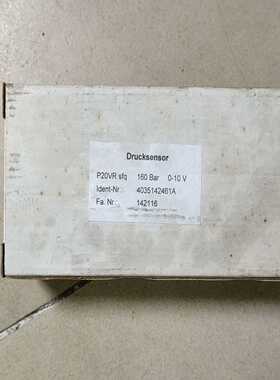 Drucksensor
P20VR sfq 160 Bar 0-10 V
Ident-Nr.: 4035142461A
Fa. Nr.: 142116